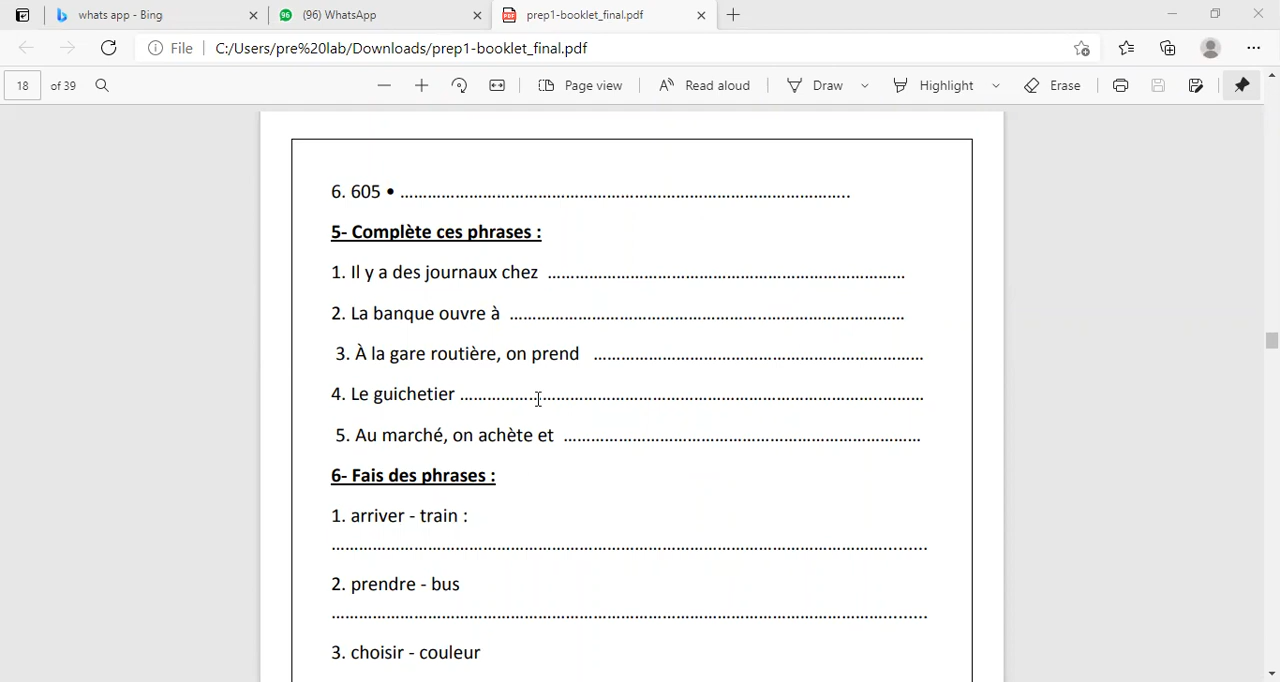 whats app - Bing
(96) WhatsApp
prep1-booklet_final.pdf
File
C:/Users/pre%20lab/Downloads/prep1-booklet_final.pdf
18
of 39
Page view
Read aloud
Draw
Highlight
Erase
6. 605 • ……………………………………………………………………………………..
5- Complète ces phrases :
1. Il y a des journaux chez ……………………………………………………………………
2. La banque ouvre à …………………………………………………..…………………………
3. À la gare routière, on prend ………………………………………………………………
4. Le guichetier …………………………………………………………………………………..………
5. Au marché, on achète et ……………………………………………………………………
6- Fais des phrases :
1. arriver - train :
……………………………………………………………………………………………………….........
2. prendre - bus
……………………………………………………………………………………………………….........
3. choisir - couleur